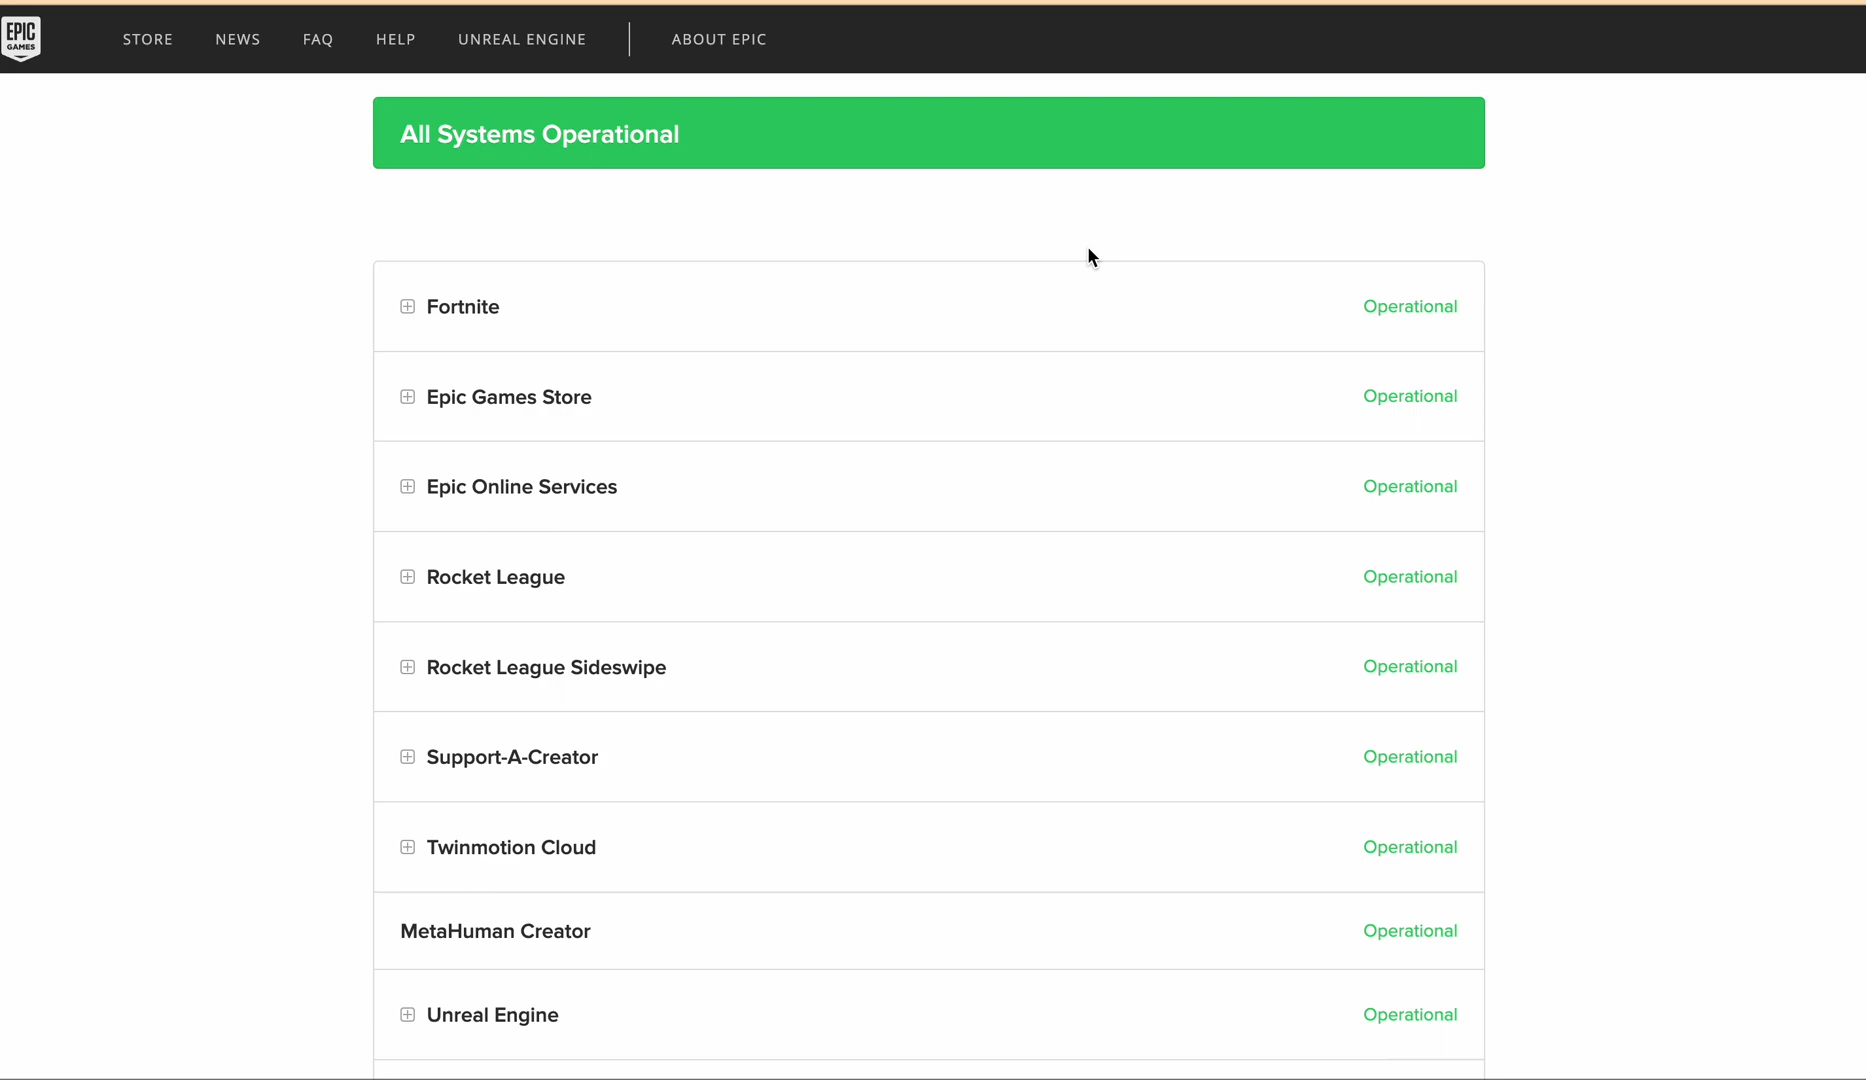 EPIC
GAMES
STORE NEWS FAQ HELP UNREAL ENGINE ABOUT EPIC
All Systems Operational
Fortnite Operational
Epic Games Store Operational
Epic Online Services Operational
Rocket League Operational
Rocket League Sideswipe Operational
Support-A-Creator Operational
Twinmotion Cloud Operational
MetaHuman Creator Operational
Unreal Engine Operational